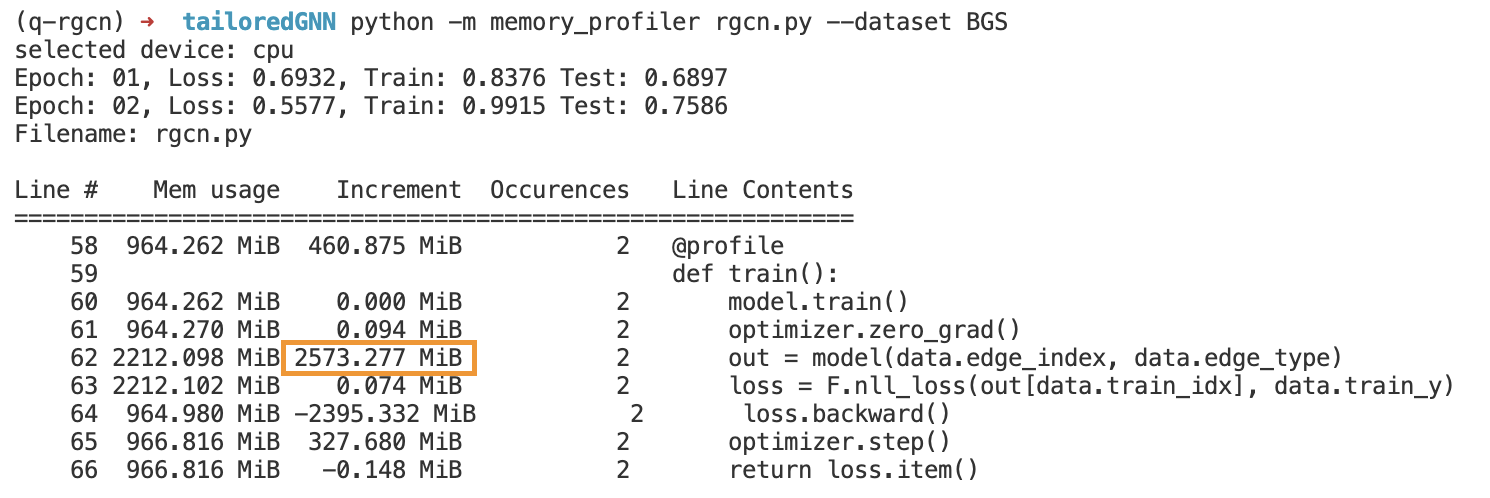 (q-rgcn) ➜  tailoredGNN python -m memory_profiler rgcn.py --dataset BGS
selected device: cpu
Epoch: 01, Loss: 0.6932, Train: 0.8376 Test: 0.6897
Epoch: 02, Loss: 0.5577, Train: 0.9915 Test: 0.7586
Filename: rgcn.py

Line #    Mem usage    Increment  Occurences   Line Contents
============================================================
    58  964.262 MiB  460.875 MiB           2   @profile
    59                                         def train():
    60  964.262 MiB    0.000 MiB           2       model.train()
    61  964.270 MiB    0.094 MiB           2       optimizer.zero_grad()
    62 2212.098 MiB 2573.277 MiB           2       out = model(data.edge_index, data.edge_type)
    63 2212.102 MiB    0.074 MiB           2       loss = F.nll_loss(out[data.train_idx], data.train_y)
    64  964.980 MiB -2395.332 MiB           2       loss.backward()
    65  966.816 MiB  327.680 MiB           2       optimizer.step()
    66  966.816 MiB   -0.148 MiB           2       return loss.item()